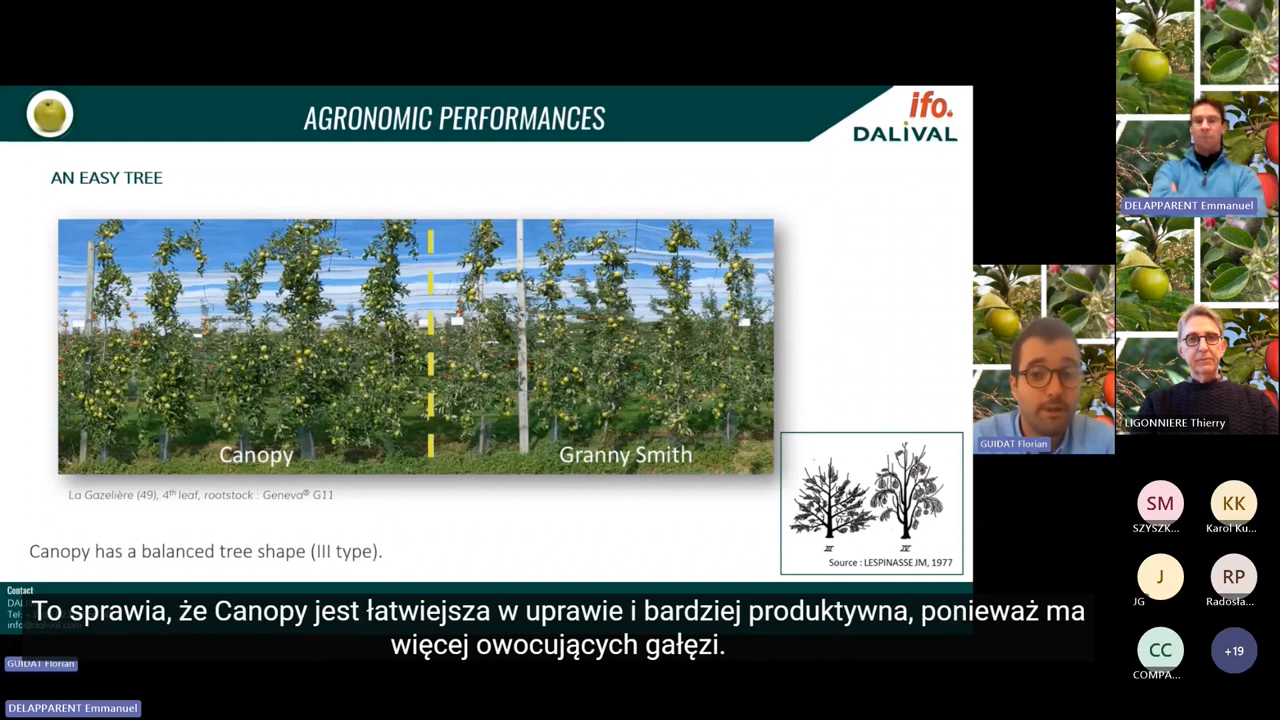 AGRONOMIC PERFORMANCES
ifo.
DALIVAL
AN EASY TREE
Canopy
Granny Smith
La Gazelière (49), 4th leaf, rootstock : Geneva® G11
III
IV
Source : LESPINASSE JM, 1977
Canopy has a balanced tree shape (III type).
Contact
To sprawia, że Canopy jest łatwiejsza w uprawie i bardziej produktywna, ponieważ ma
więcej owocujących gałęzi.
GUIDAT Florian
DELAPPARENT Emmanuel
DELAPPARENT Emmanuel
GUIDAT Florian
LIGONNIERE Thierry
SM
SZYSZK...
KK
Karol Ku...
J
JG
RP
Radosła...
CC
COMPA...
+19